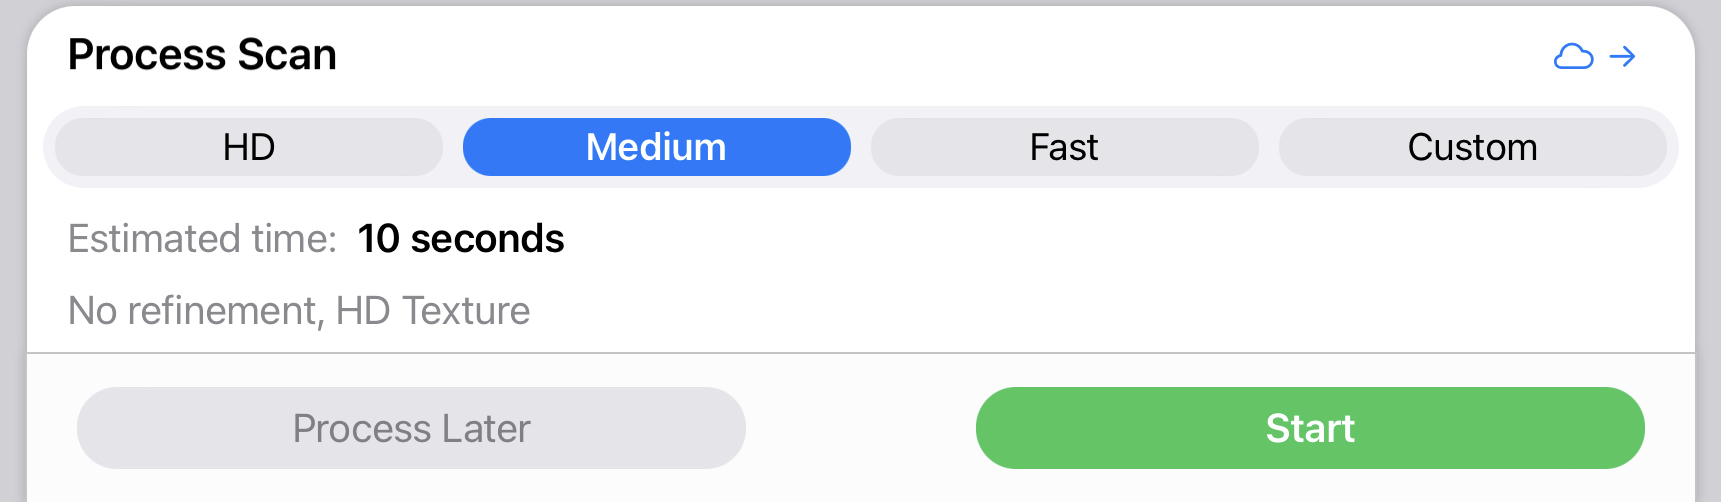 Process Scan
HD Medium Fast Custom
Estimated time: 10 seconds
No refinement, HD Texture
Process Later Start